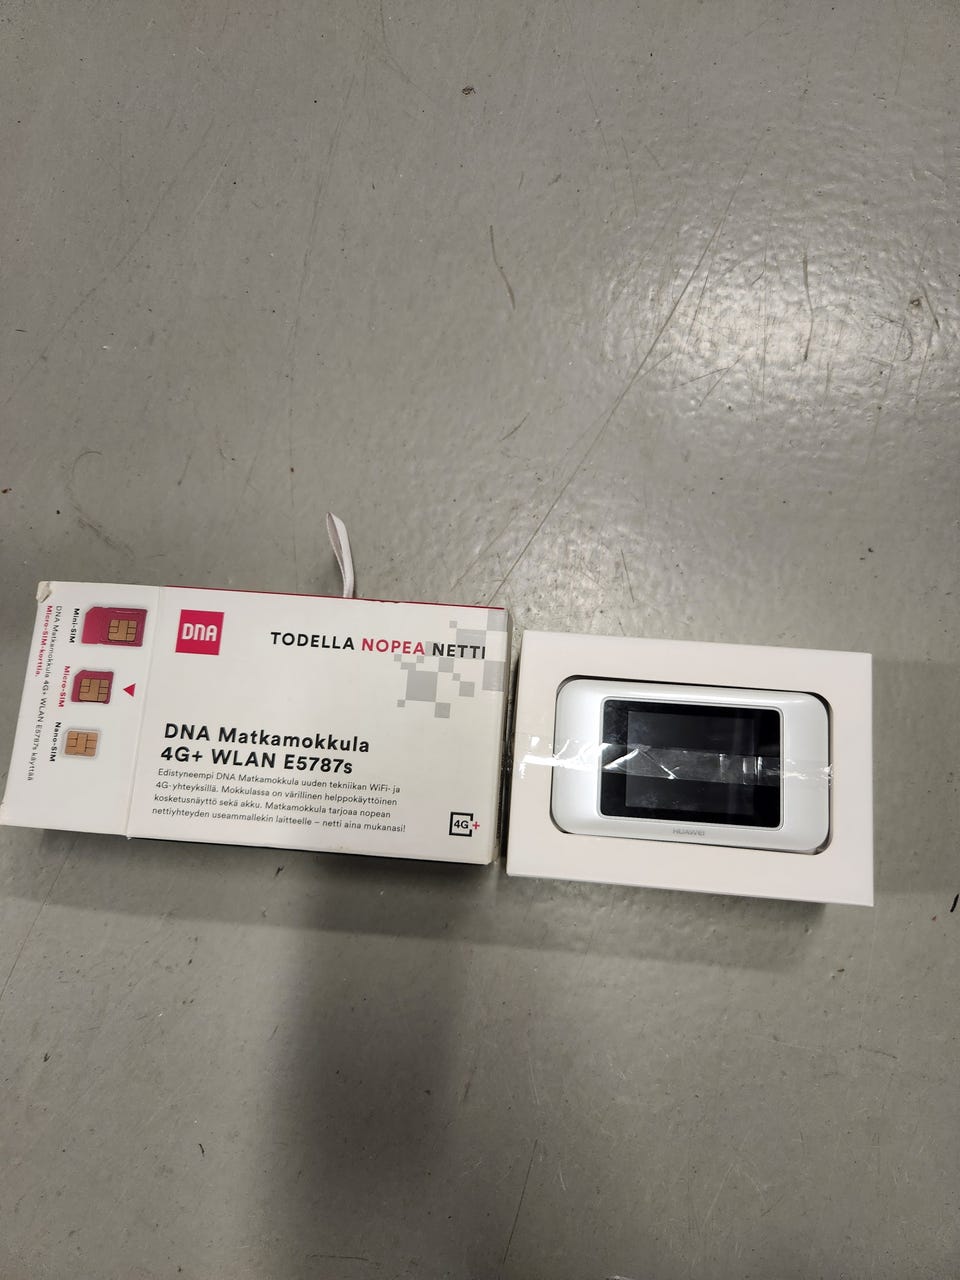 Mini-SIM
Micro-SIM
Nano-SIM
DNA Matkamokkula 4G+ WLAN E5787s käyttää
Micro-SIM-korttia.
DNA
TODELLA NOPEA NETTI
DNA Matkamokkula
4G+ WLAN E5787s
Edistyneempi DNA Matkamokkula uuden tekniikan WiFi- ja
4G-yhteyksillä. Mokkulassa on värillinen helppokäyttöinen
kosketusnäyttö sekä akku. Matkamokkula tarjoaa nopean
nettiyhteyden useammallekin laitteelle – netti aina mukanasi!
4G+
HUAWEI